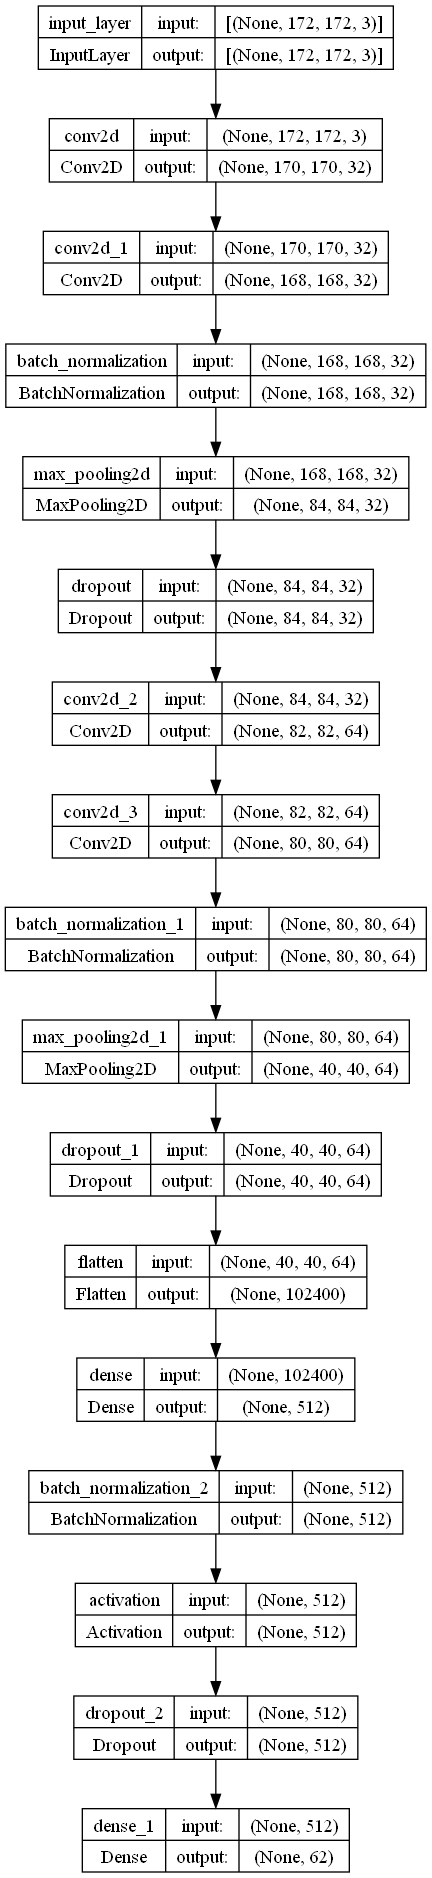 input_layer input: [(None, 172, 172, 3)]
InputLayer output: [(None, 172, 172, 3)]
conv2d input: (None, 172, 172, 3)
Conv2D output: (None, 170, 170, 32)
conv2d_1 input: (None, 170, 170, 32)
Conv2D output: (None, 168, 168, 32)
batch_normalization input: (None, 168, 168, 32)
BatchNormalization output: (None, 168, 168, 32)
max_pooling2d input: (None, 168, 168, 32)
MaxPooling2D output: (None, 84, 84, 32)
dropout input: (None, 84, 84, 32)
Dropout output: (None, 84, 84, 32)
conv2d_2 input: (None, 84, 84, 32)
Conv2D output: (None, 82, 82, 64)
conv2d_3 input: (None, 82, 82, 64)
Conv2D output: (None, 80, 80, 64)
batch_normalization_1 input: (None, 80, 80, 64)
BatchNormalization output: (None, 80, 80, 64)
max_pooling2d_1 input: (None, 80, 80, 64)
MaxPooling2D output: (None, 40, 40, 64)
dropout_1 input: (None, 40, 40, 64)
Dropout output: (None, 40, 40, 64)
flatten input: (None, 40, 40, 64)
Flatten output: (None, 102400)
dense input: (None, 102400)
Dense output: (None, 512)
batch_normalization_2 input: (None, 512)
BatchNormalization output: (None, 512)
activation input: (None, 512)
Activation output: (None, 512)
dropout_2 input: (None, 512)
Dropout output: (None, 512)
dense_1 input: (None, 512)
Dense output: (None, 62)